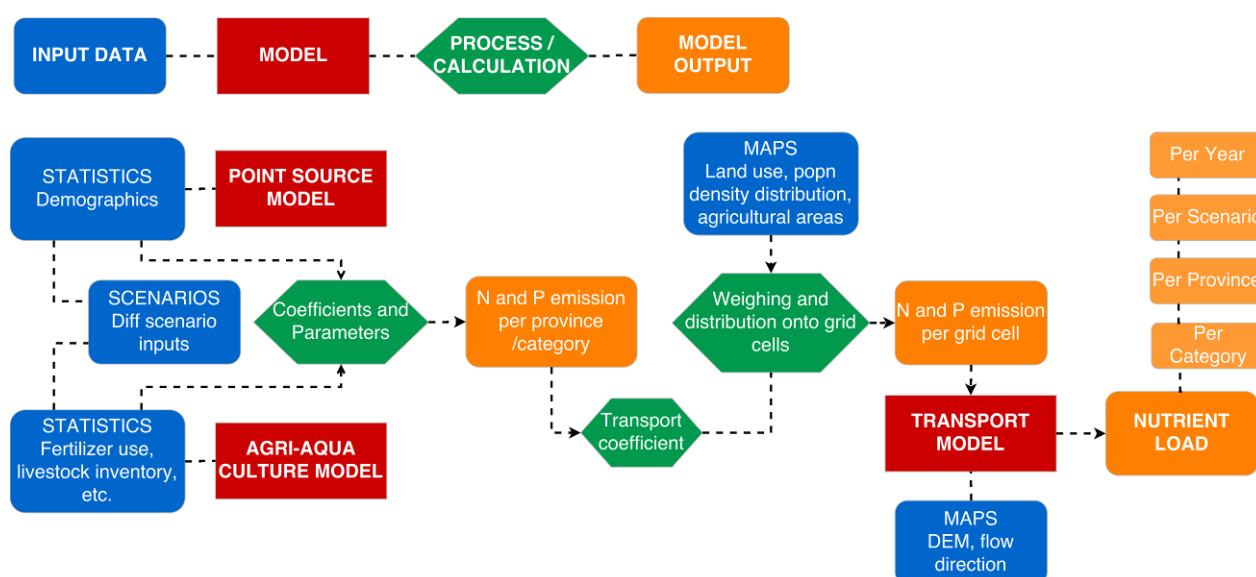 INPUT DATA
MODEL
PROCESS /
CALCULATION
MODEL
OUTPUT
STATISTICS
Demographics
POINT SOURCE
MODEL
SCENARIOS
Diff scenario
inputs
Coefficients and
Parameters
STATISTICS
Fertilizer use,
livestock inventory,
etc.
AGRI-AQUA
CULTURE MODEL
N and P emission
per province
/category
Transport
coefficient
MAPS
Land use, popn
density distribution,
agricultural areas
Weighing and
distribution onto grid
cells
N and P emission
per grid cell
TRANSPORT
MODEL
MAPS
DEM, flow
direction
Per Year
Per Scenario
Per Province
Per
Category
NUTRIENT
LOAD